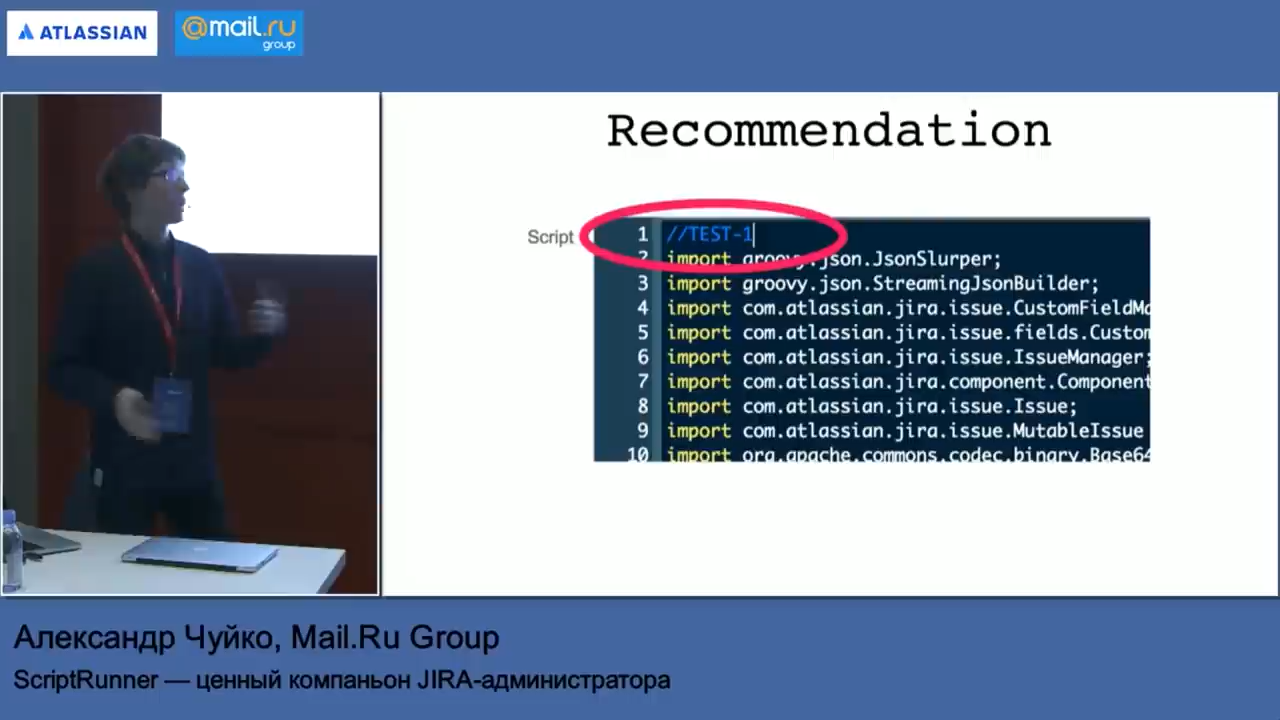 ATLASSIAN
@mail.ru
group
Recommendation
Script
1 //TEST-1
2 import groovy.json.JsonSlurper;
3 import groovy.json.StreamingJsonBuilder;
4 import com.atlassian.jira.issue.CustomFieldMa
5 import com.atlassian.jira.issue.fields.Custom
6 import com.atlassian.jira.issue.IssueManager;
7 import com.atlassian.jira.component.Component
8 import com.atlassian.jira.issue.Issue;
9 import com.atlassian.jira.issue.MutableIssue
10 import org.apache.commons.codec.binary.Base64
Александр Чуйко, Mail.Ru Group
ScriptRunner — ценный компаньон JIRA-администратора